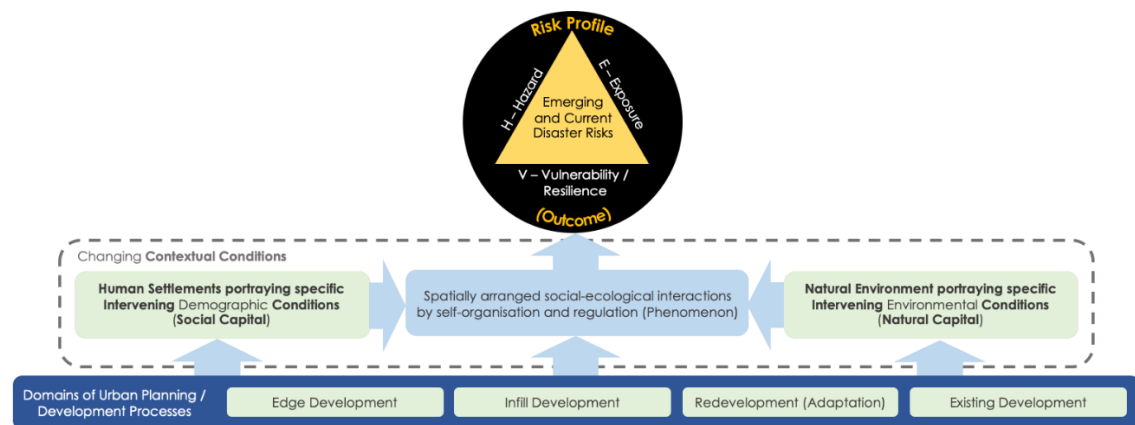 Risk Profile
H – Hazard
E – Exposure
Emerging
and Current
Disaster Risks
V – Vulnerability /
Resilience
(Outcome)
Changing Contextual Conditions
Human Settlements portraying specific
Intervening Demographic Conditions
(Social Capital)
Spatially arranged social-ecological interactions
by self-organisation and regulation (Phenomenon)
Natural Environment portraying specific
Intervening Environmental Conditions
(Natural Capital)
Domains of Urban Planning /
Development Processes
Edge Development
Infill Development
Redevelopment (Adaptation)
Existing Development